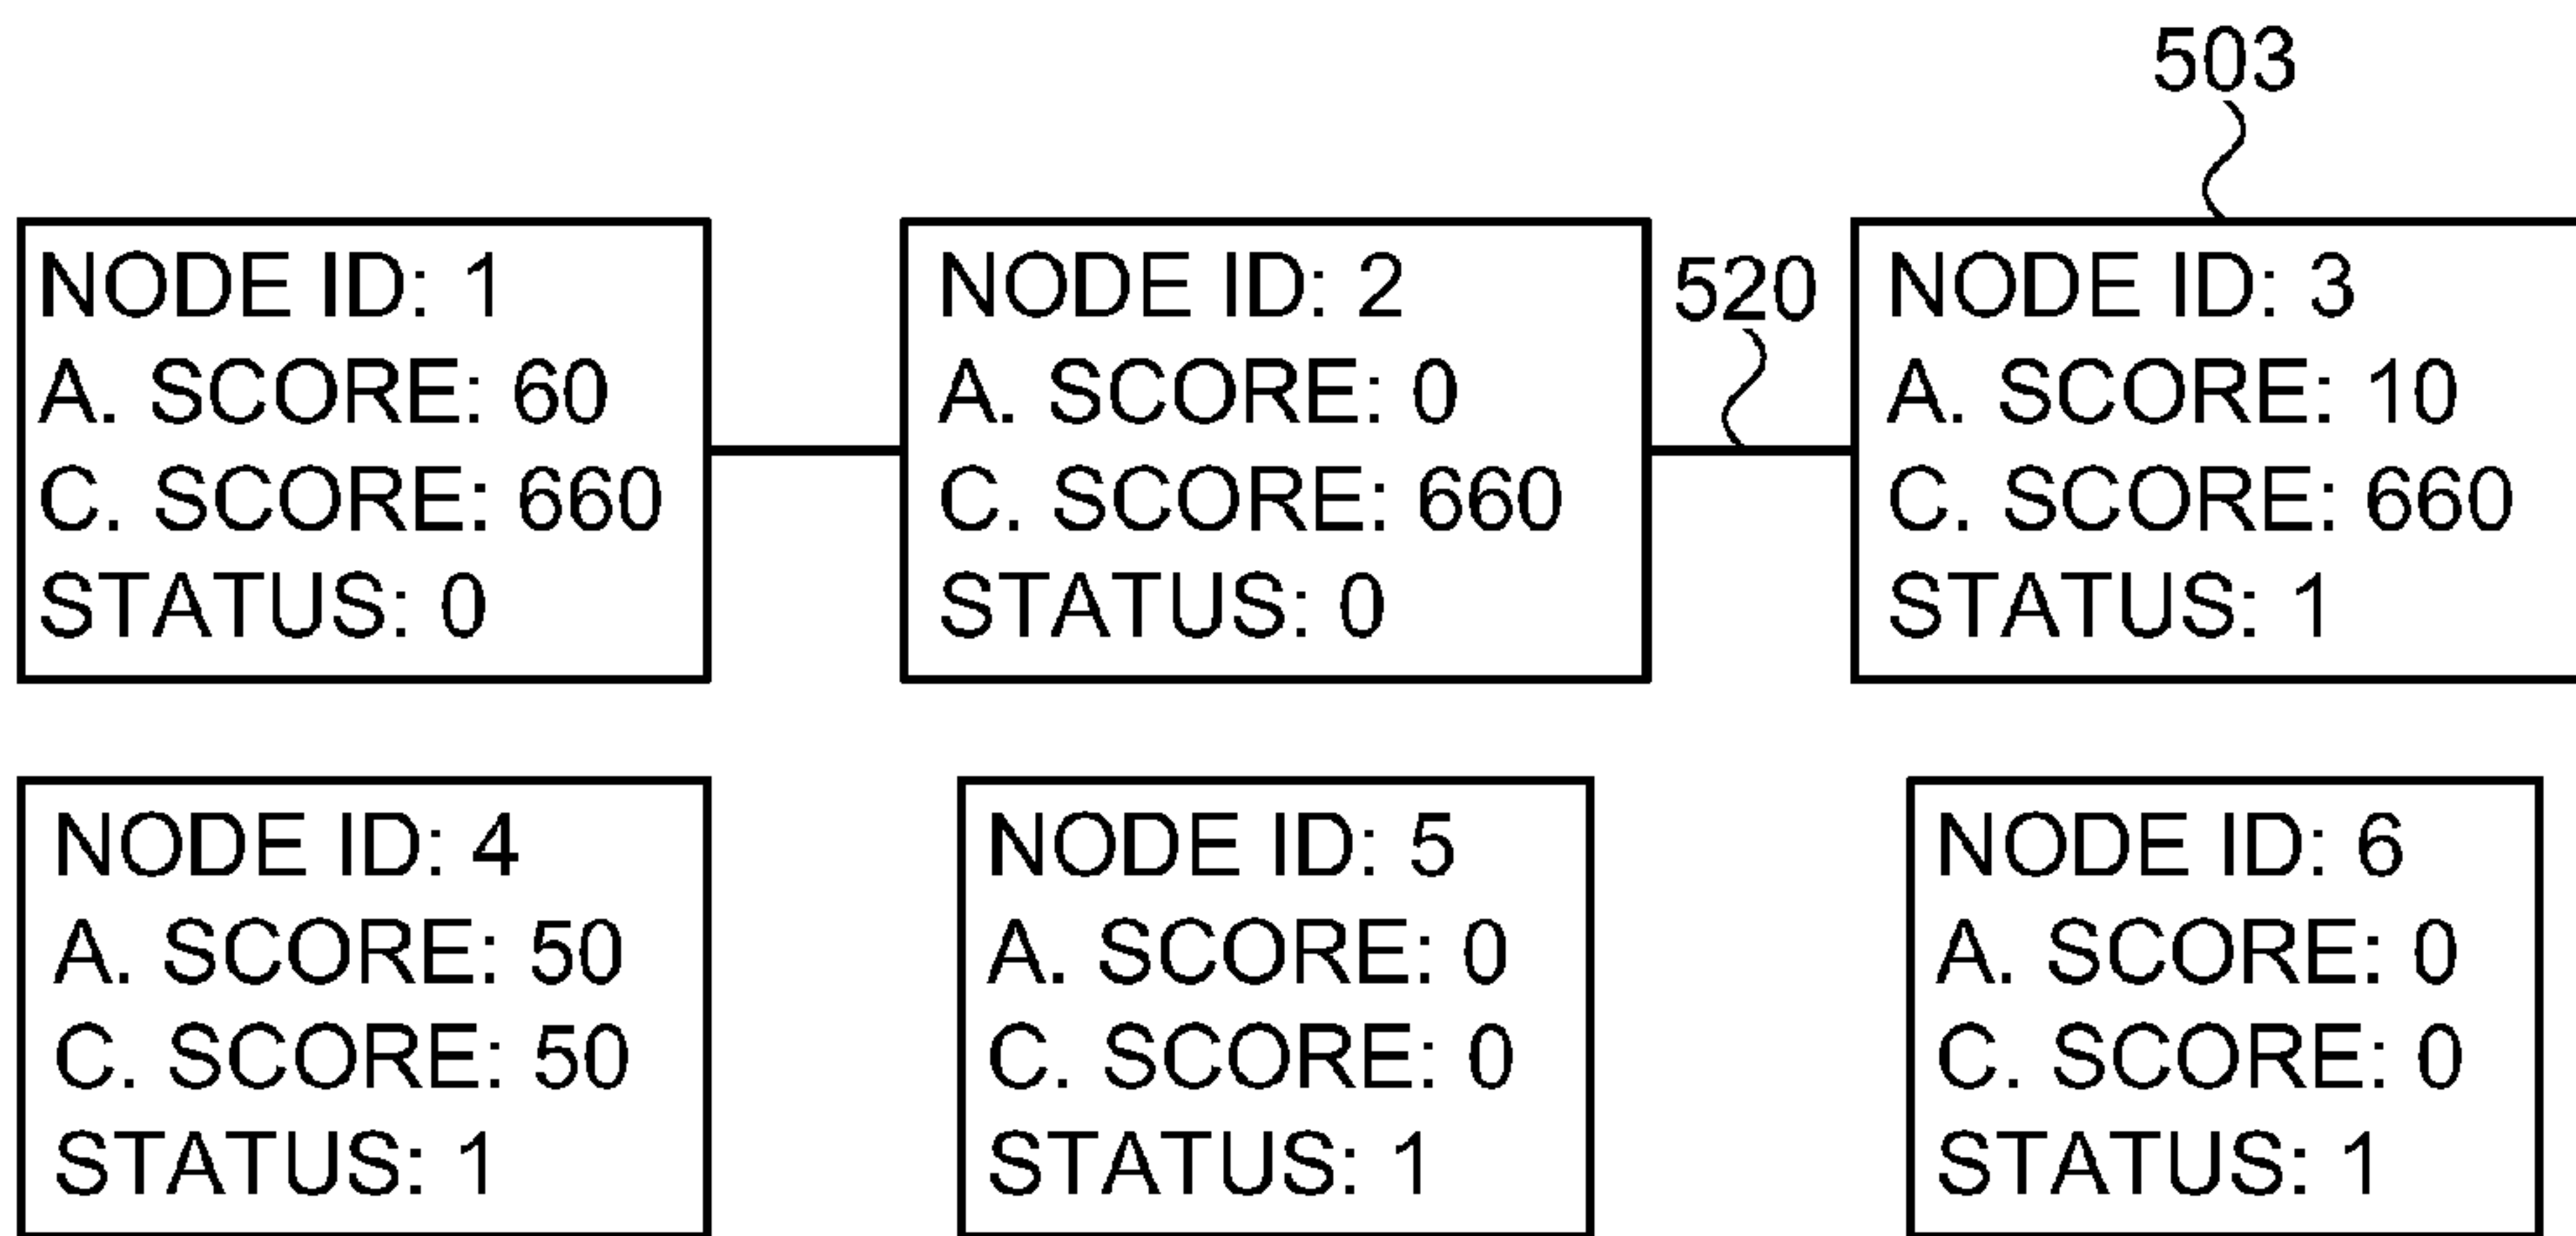 503
NODE ID: 1
A. SCORE: 60
C. SCORE: 660
STATUS: 0
NODE ID: 2
A. SCORE: 0
C. SCORE: 660
STATUS: 0
520
NODE ID: 3
A. SCORE: 10
C. SCORE: 660
STATUS: 1
NODE ID: 4
A. SCORE: 50
C. SCORE: 50
STATUS: 1
NODE ID: 5
A. SCORE: 0
C. SCORE: 0
STATUS: 1
NODE ID: 6
A. SCORE: 0
C. SCORE: 0
STATUS: 1